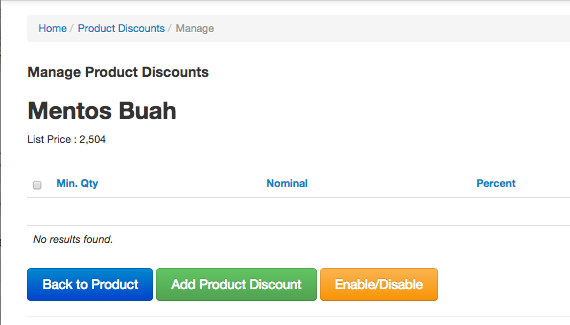 Home / Product Discounts / Manage
Manage Product Discounts
Mentos Buah
List Price : 2,504
Min. Qty Nominal Percent
No results found.
Back to Product Add Product Discount Enable/Disable